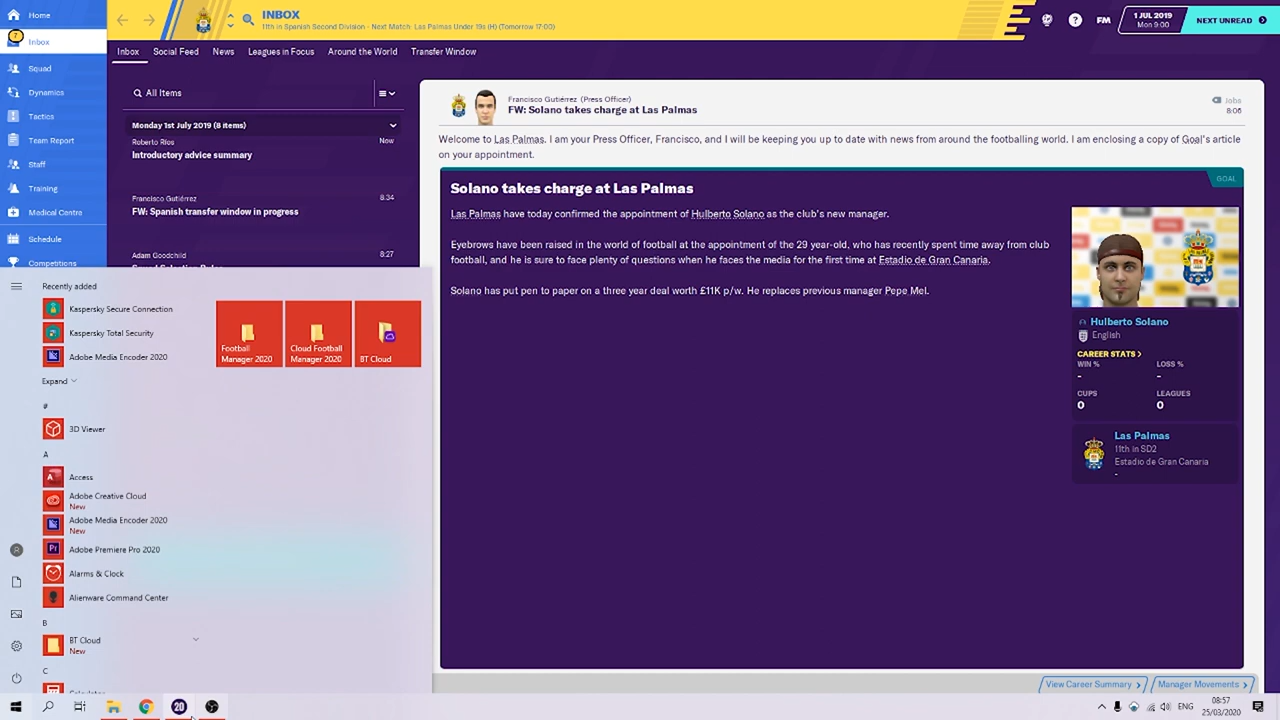 Home
INBOX
11th in Spanish Second Division - Next Match: Las Palmas Under 19s (H) (Tomorrow 17:00)
FM
1 JUL 2019
Mon 9:00
NEXT UNREAD
7
Inbox
Inbox
Social Feed
News
Leagues in Focus
Around the World
Transfer Window
Squad
Dynamics
Tactics
Team Report
Staff
Training
Medical Centre
Schedule
Competitions
All Items
Monday 1st July 2019 (8 items)
Roberto Ríos
Now
Introductory advice summary
Francisco Gutiérrez
8:34
FW: Spanish transfer window in progress
Adam Goodchild
8:27
Francisco Gutiérrez (Press Officer)
FW: Solano takes charge at Las Palmas
Jobs
8:06
Welcome to Las Palmas. I am your Press Officer, Francisco, and I will be keeping you up to date with news from around the footballing world. I am enclosing a copy of Goal's article
on your appointment.
GOAL
Solano takes charge at Las Palmas
Las Palmas have today confirmed the appointment of Hulberto Solano as the club's new manager.
Eyebrows have been raised in the world of football at the appointment of the 29 year-old, who has recently spent time away from club
football, and he is sure to face plenty of questions when he faces the media for the first time at Estadio de Gran Canaria.
Solano has put pen to paper on a three year deal worth £11K p/w. He replaces previous manager Pepe Mel.
Hulberto Solano
English
CAREER STATS
WIN %
LOSS %
-
-
CUPS
LEAGUES
0
0
Las Palmas
11th in SD2
Estadio de Gran Canaria
-
View Career Summary
Manager Movements
Recently added
Kaspersky Secure Connection
Kaspersky Total Security
Adobe Media Encoder 2020
Expand
Football
Manager 2020
Cloud Football
Manager 2020
BT Cloud
#
3D Viewer
A
Access
Adobe Creative Cloud
New
Adobe Media Encoder 2020
New
Adobe Premiere Pro 2020
Alarms & Clock
Alienware Command Center
B
BT Cloud
New
C
20
ENG
08:57
25/03/2020